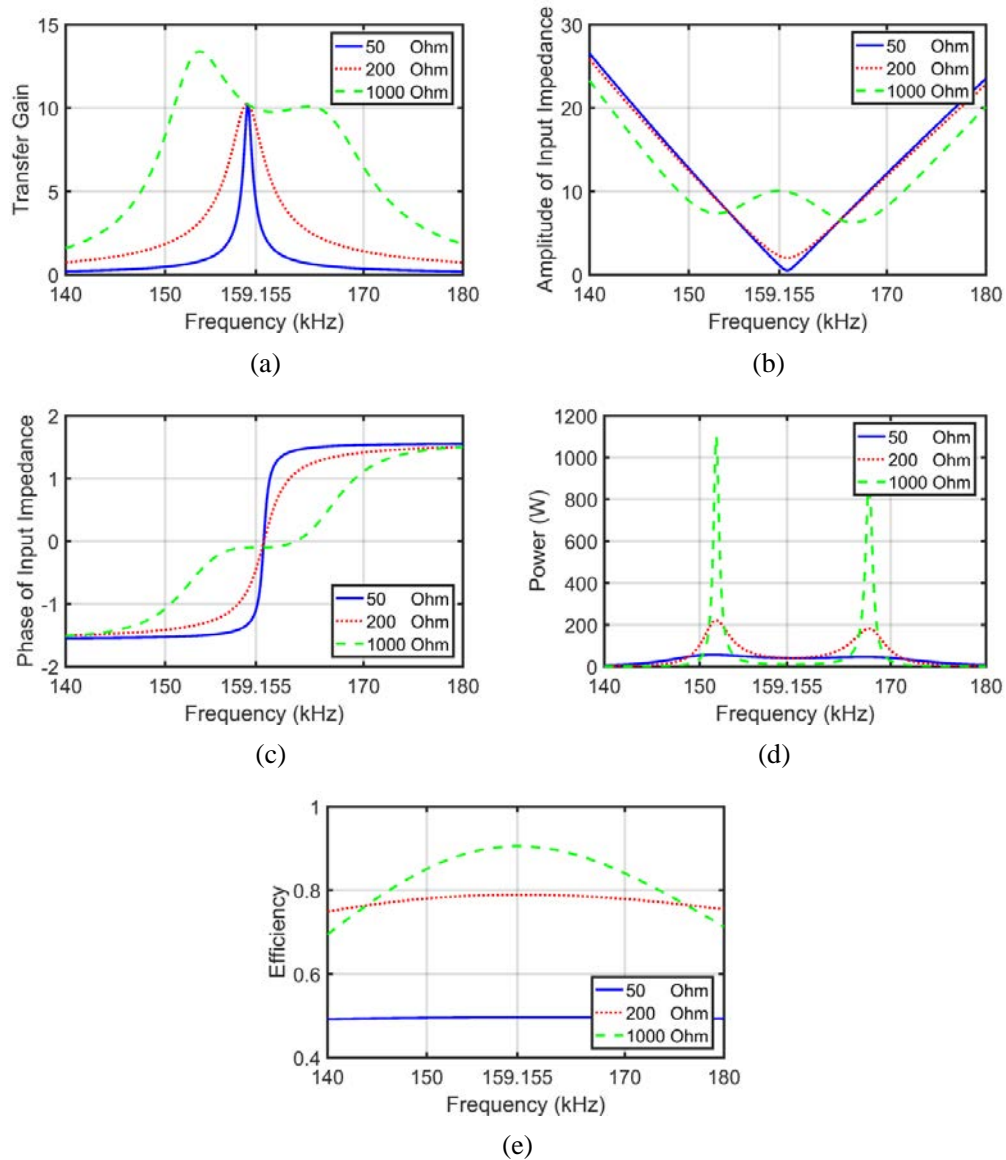 15
10
5
0
Transfer Gain
50 Ohm
200 Ohm
1000 Ohm
140 150 159.155 170 180
Frequency (kHz)
(a)
30
20
10
0
Amplitude of Input Impedance
50 Ohm
200 Ohm
1000 Ohm
140 150 159.155 170 180
Frequency (kHz)
(b)
2
1
0
-1
-2
Phase of Input Impedance
50 Ohm
200 Ohm
1000 Ohm
140 150 159.155 170 180
Frequency (kHz)
(c)
1200
1000
800
600
400
200
0
Power (W)
50 Ohm
200 Ohm
1000 Ohm
140 150 159.155 170 180
Frequency (kHz)
(d)
1
0.8
0.6
0.4
Efficiency
50 Ohm
200 Ohm
1000 Ohm
140 150 159.155 170 180
Frequency (kHz)
(e)